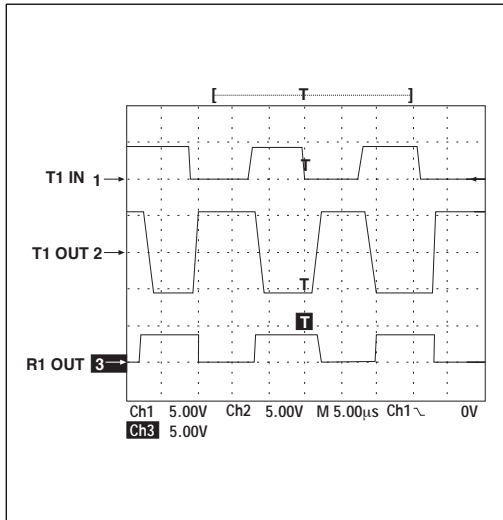 [ T ]
T1 IN 1
T
T1 OUT 2
T
T
R1 OUT 3
Ch1 5.00V Ch2 5.00V M 5.00µs Ch1 0V
Ch3 5.00V